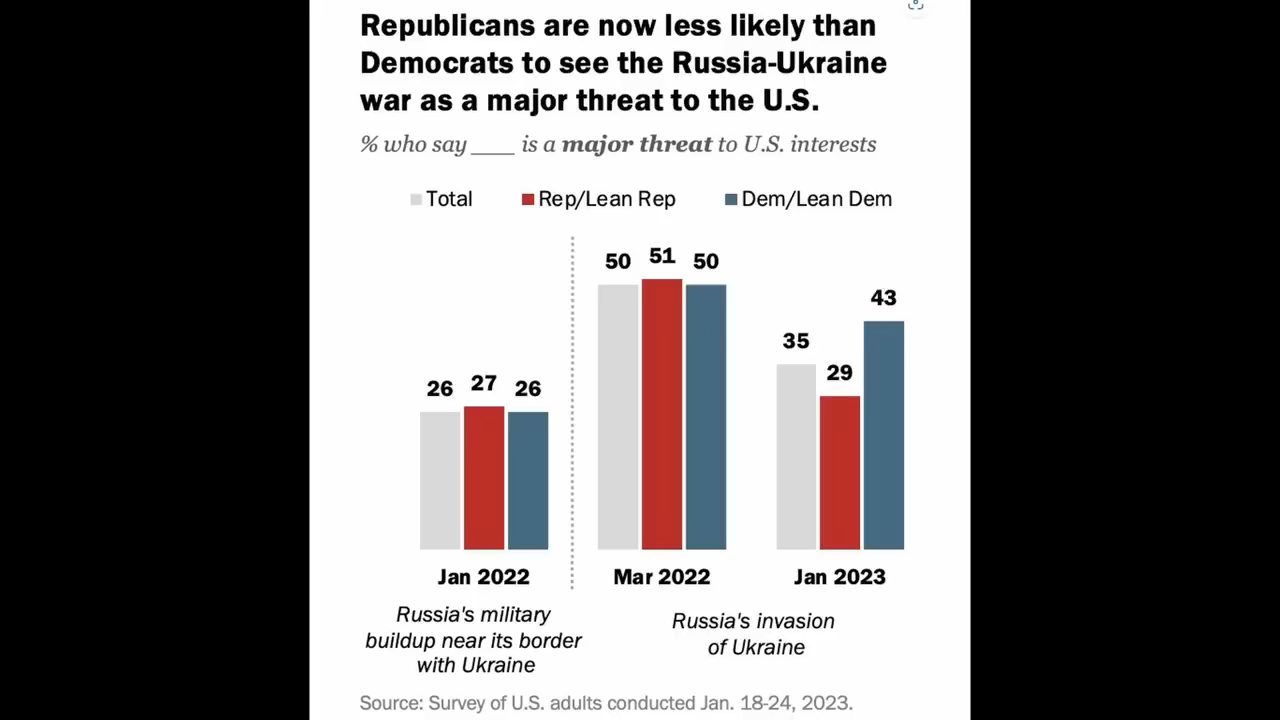 Republicans are now less likely than
Democrats to see the Russia-Ukraine
war as a major threat to the U.S.
% who say ___ is a major threat to U.S. interests
Total Rep/Lean Rep Dem/Lean Dem
26 27 26
50 51 50
35 29 43
Jan 2022 Mar 2022 Jan 2023
Russia's military
buildup near its border
with Ukraine
Russia's invasion
of Ukraine
Source: Survey of U.S. adults conducted Jan. 18-24, 2023.